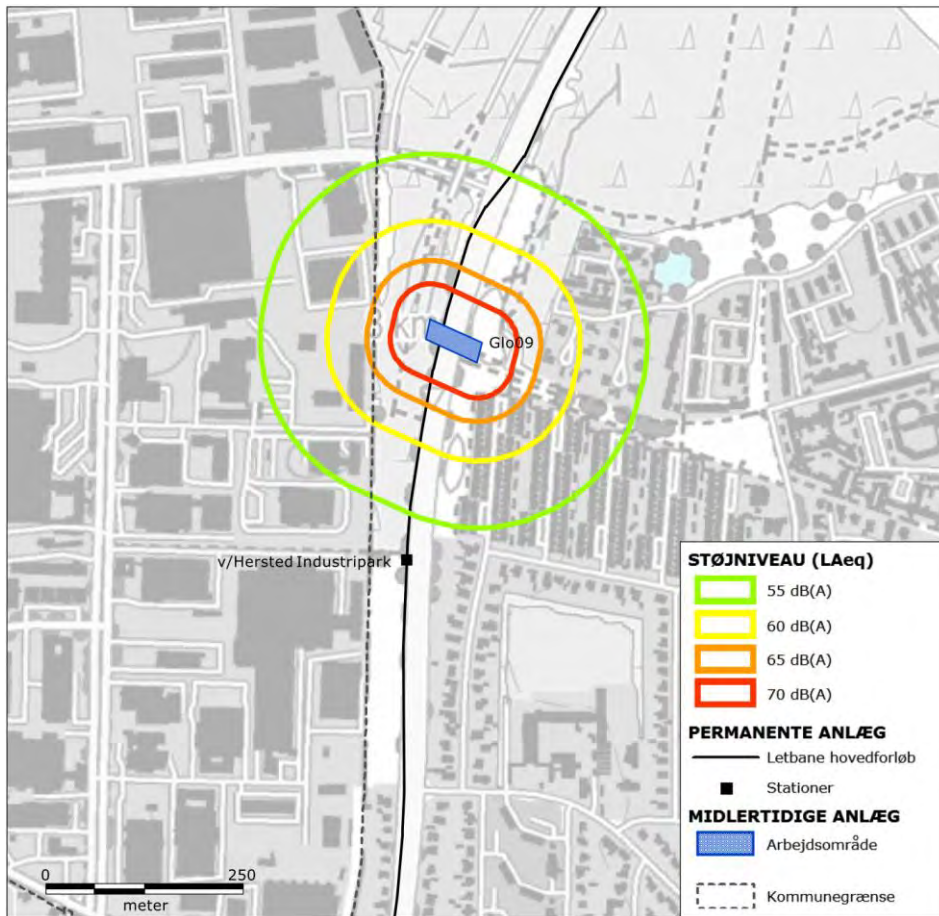 Glo09
v/Hersted Industripark
STØJNIVEAU (LAeq)
55 dB(A)
60 dB(A)
65 dB(A)
70 dB(A)
PERMANENTE ANLÆG
Letbane hovedforløb
Stationer
MIDLERTIDIGE ANLÆG
Arbejdsområde
Kommunegrænse
0 250
meter